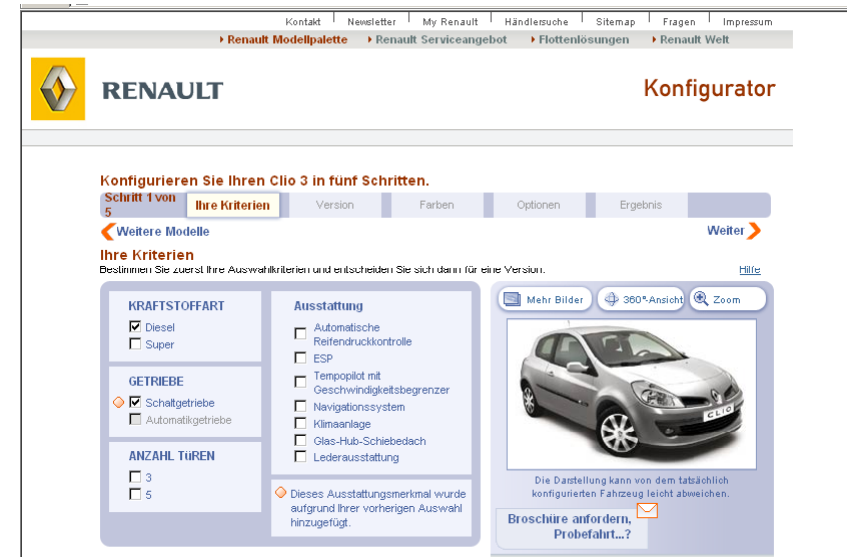 Kontakt Newsletter My Renault Händlersuche Sitemap Fragen Impressum
Renault Modellpalette Renault Serviceangebot Flottenlösungen Renault Welt
RENAULT
Konfigurator
Konfigurieren Sie Ihren Clio 3 in fünf Schritten.
Schritt 1 von 5 Ihre Kriterien Version Farben Optionen Ergebnis
Weitere Modelle Weiter
Ihre Kriterien
Bestimmen Sie zuerst Ihre Auswahlkriterien und entscheiden Sie sich dann für eine Version. Hilfe
KRAFTSTOFFART
Diesel
Super
GETRIEBE
Schaltgetriebe
Automatikgetriebe
ANZAHL TüREN
3
5
Ausstattung
Automatische
Reifendruckkontrolle
ESP
Tempopilot mit
Geschwindigkeitsbegrenzer
Navigationssystem
Klimaanlage
Glas-Hub-Schiebedach
Lederausstattung
Dieses Ausstattungsmerkmal wurde
aufgrund Ihrer vorherigen Auswahl
hinzugefügt.
Mehr Bilder 360°-Ansicht Zoom
CLIO
Die Darstellung kann von dem tatsächlich
konfigurierten Fahrzeug leicht abweichen.
Broschüre anfordern,
Probefahrt...?